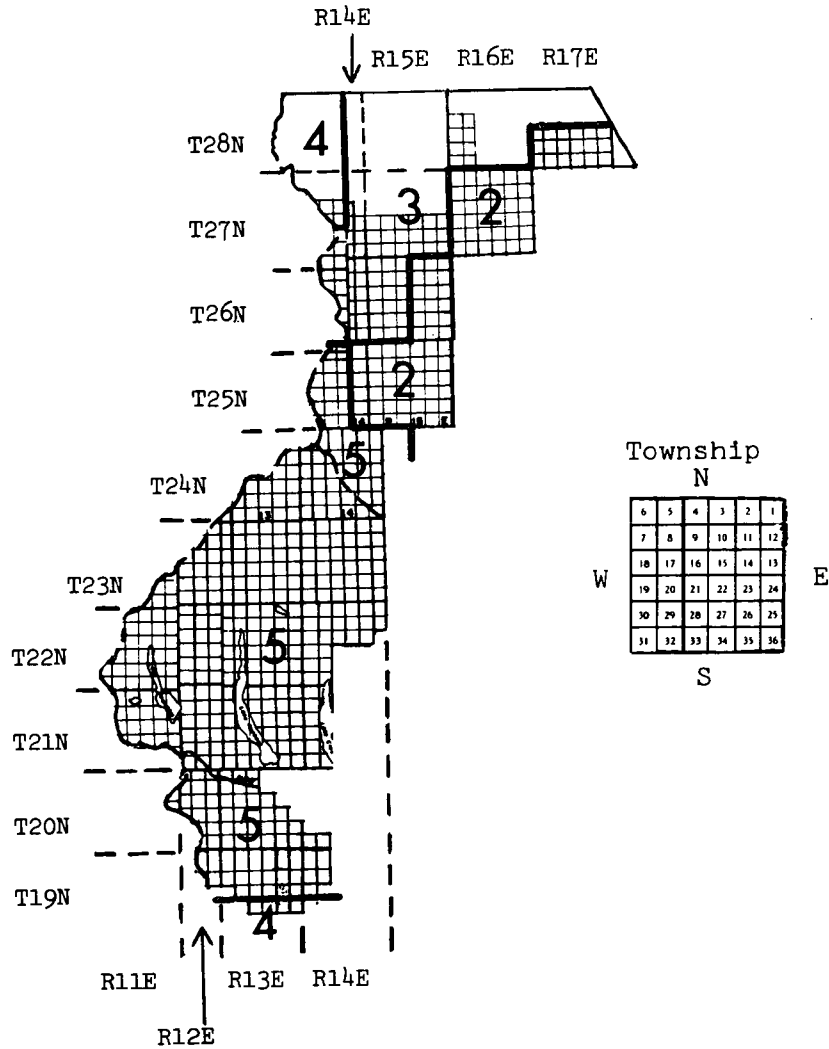 R14E
R15E R16E R17E
T28N
4
3
2
T27N
T26N
T25N
2
5
T24N
13
14
T23N
5
T22N
T21N
T20N
5
T19N
4
R11E
R13E R14E
R12E
Township
N
6 5 4 3 2 1
7 8 9 10 11 12
W
18 17 16 15 14 13
E
19 20 21 22 23 24
30 29 28 27 26 25
31 32 33 34 35 36
S